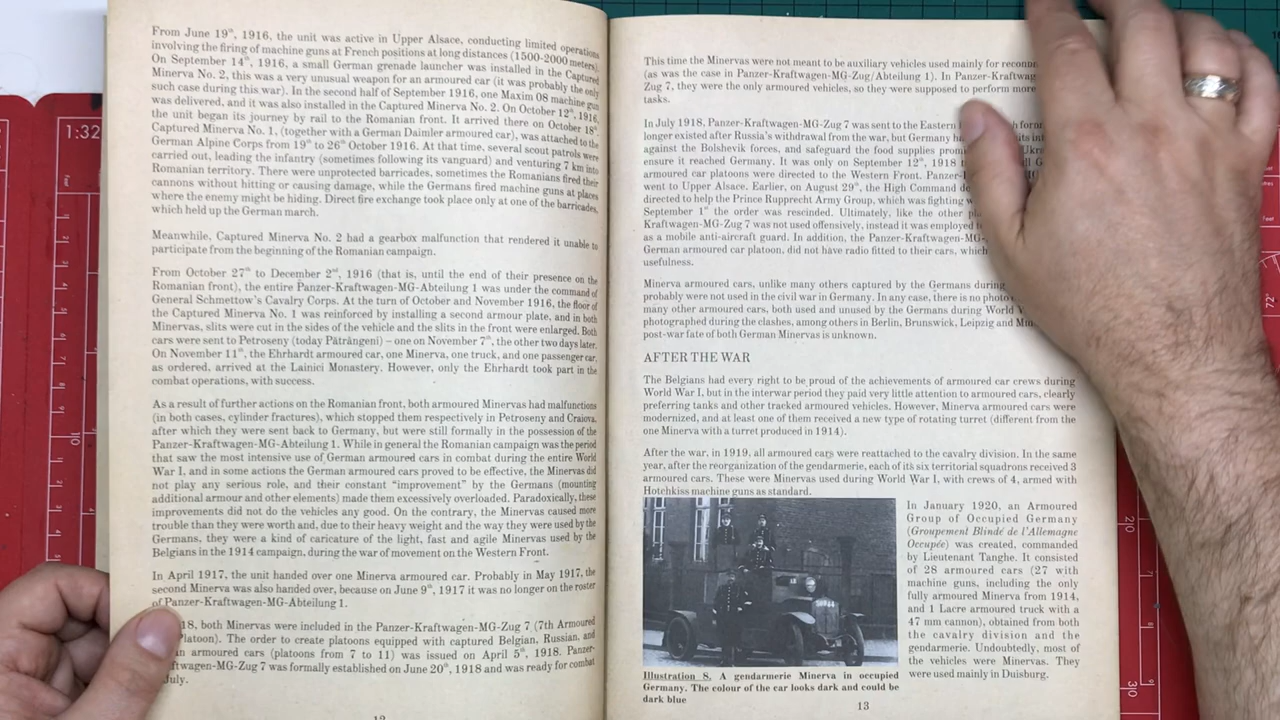 From June 19th, 1916, the unit was active in Upper Alsace, conducting limited operations
involving the firing of machine guns at French positions at long distances (1500-2000 meters).
On September 14th, 1916, a small German grenade launcher was installed in the Captured
Minerva No. 2, this was a very unusual weapon for an armoured car (it was probably the only
such case during this war). In the second half of September 1916, one Maxim 08 machine gun
was delivered, and it was also installed in the Captured Minerva No. 2. On October 12th, 1916,
the unit began its journey by rail to the Romanian front. It arrived there on October 18th.
Captured Minerva No. 1, (together with a German Daimler armoured car), was attached to the
German Alpine Corps from 19th to 26th October 1916. At that time, several scout patrols were
carried out, leading the infantry (sometimes following its vanguard) and venturing 7 km into
Romanian territory. There were unprotected barricades, sometimes the Romanians fired their
cannons without hitting or causing damage, while the Germans fired machine guns at places
where the enemy might be hiding. Direct fire exchange took place only at one of the barricades,
which held up the German march.
Meanwhile, Captured Minerva No. 2 had a gearbox malfunction that rendered it unable to
participate from the beginning of the Romanian campaign.
From October 27th to December 2nd, 1916 (that is, until the end of their presence on the
Romanian front), the entire Panzer-Kraftwagen-MG-Abteilung 1 was under the command of
General Schmettow's Cavalry Corps. At the turn of October and November 1916, the floor of
the Captured Minerva No. 1 was reinforced by installing a second armour plate, and in both
Minervas, slits were cut in the sides of the vehicle and the slits in the front were enlarged. Both
cars were sent to Petroseny (today Pătrângeni) – one on November 7th, the other two days later.
On November 11th, the Ehrhardt armoured car, one Minerva, one truck, and one passenger car,
as ordered, arrived at the Lainici Monastery. However, only the Ehrhardt took part in the
combat operations, with success.
As a result of further actions on the Romanian front, both armoured Minervas had malfunctions
(in both cases, cylinder fractures), which stopped them respectively in Petroseny and Craiova,
after which they were sent back to Germany, but were still formally in the possession of the
Panzer-Kraftwagen-MG-Abteilung 1. While in general the Romanian campaign was the period
that saw the most intensive use of German armoured cars in combat during the entire World
War I, and in some actions the German armoured cars proved to be effective, the Minervas did
not play any serious role, and their constant "improvement" by the Germans (mounting
additional armour and other elements) made them excessively overloaded. Paradoxically, these
improvements did not do the vehicles any good. On the contrary, the Minervas caused more
trouble than they were worth and, due to their heavy weight and the way they were used by the
Germans, they were a kind of caricature of the light, fast and agile Minervas used by the
Belgians in the 1914 campaign, during the war of movement on the Western Front.
In April 1917, the unit handed over one Minerva armoured car. Probably in May 1917, the
second Minerva was also handed over, because on June 9th, 1917 it was no longer on the roster
of Panzer-Kraftwagen-MG-Abteilung 1.
18, both Minervas were included in the Panzer-Kraftwagen-MG-Zug 7 (7th Armoured
Platoon). The order to create platoons equipped with captured Belgian, Russian, and
armoured cars (platoons from 7 to 11) was issued on April 5th, 1918. Panzer-
ftwagen-MG-Zug 7 was formally established on June 20th, 1918 and was ready for combat
July.
12
This time the Minervas were not meant to be auxiliary vehicles used mainly for
(as was the case in Panzer-Kraftwagen-MG-Zug/Abteilung 1). In Panzer-Kraftwag
Zug 7, they were the only armoured vehicles, so they were supposed to perform more
tasks.
In July 1918, Panzer-Kraftwagen-MG-Zug 7 was sent to the Eastern
longer existed after Russia's withdrawal from the war, but Germany
against the Bolshevik forces, and safeguard the food supplies
ensure it reached Germany. It was only on September 12th, 1918
armoured car platoons were directed to the Western Front.
went to Upper Alsace. Earlier, on August 29th, the High Command
directed to help the Prince Rupprecht Army Group, which was fighting
September 1st the order was rescinded. Ultimately, like the other
Kraftwagen-MG-Zug 7 was not used offensively, instead it was employed
as a mobile anti-aircraft guard. In addition, the Panzer-Kraftwagen-MG-
German armoured car platoon, did not have radio fitted to their cars, which
usefulness.
Minerva armoured cars, unlike many others captured by the Germans during
probably were not used in the civil war in Germany. In any case, there is no
many other armoured cars, both used and unused by the Germans during World
photographed during the clashes, among others in Berlin, Brunswick, Leipzig and
post-war fate of both German Minervas is unknown.
AFTER THE WAR
The Belgians had every right to be proud of the achievements of armoured car crews during
World War I, but in the interwar period they paid very little attention to armoured cars, clearly
preferring tanks and other tracked armoured vehicles. However, Minerva armoured cars were
modernized, and at least one of them received a new type of rotating turret (different from the
one Minerva with a turret produced in 1914).
After the war, in 1919, all armoured cars were reattached to the cavalry division. In the same
year, after the reorganization of the gendarmerie, each of its six territorial squadrons received 3
armoured cars. These were Minervas used during World War I, with crews of 4, armed with
Hotchkiss machine guns as standard.
In January 1920, an Armoured
Group of Occupied Germany
(Groupement Blindé de l'Allemagne
Occupée) was created, commanded
by Lieutenant Tanghe. It consisted
of 28 armoured cars (27 with
machine guns, including the only
fully armoured Minerva from 1914,
and 1 Lacre armoured truck with a
47 mm cannon), obtained from both
the cavalry division and the
gendarmerie. Undoubtedly, most of
the vehicles were Minervas. They
were used mainly in Duisburg.
Illustration 8. A gendarmerie Minerva in occupied
Germany. The colour of the car looks dark and could be
dark blue
13
1:32